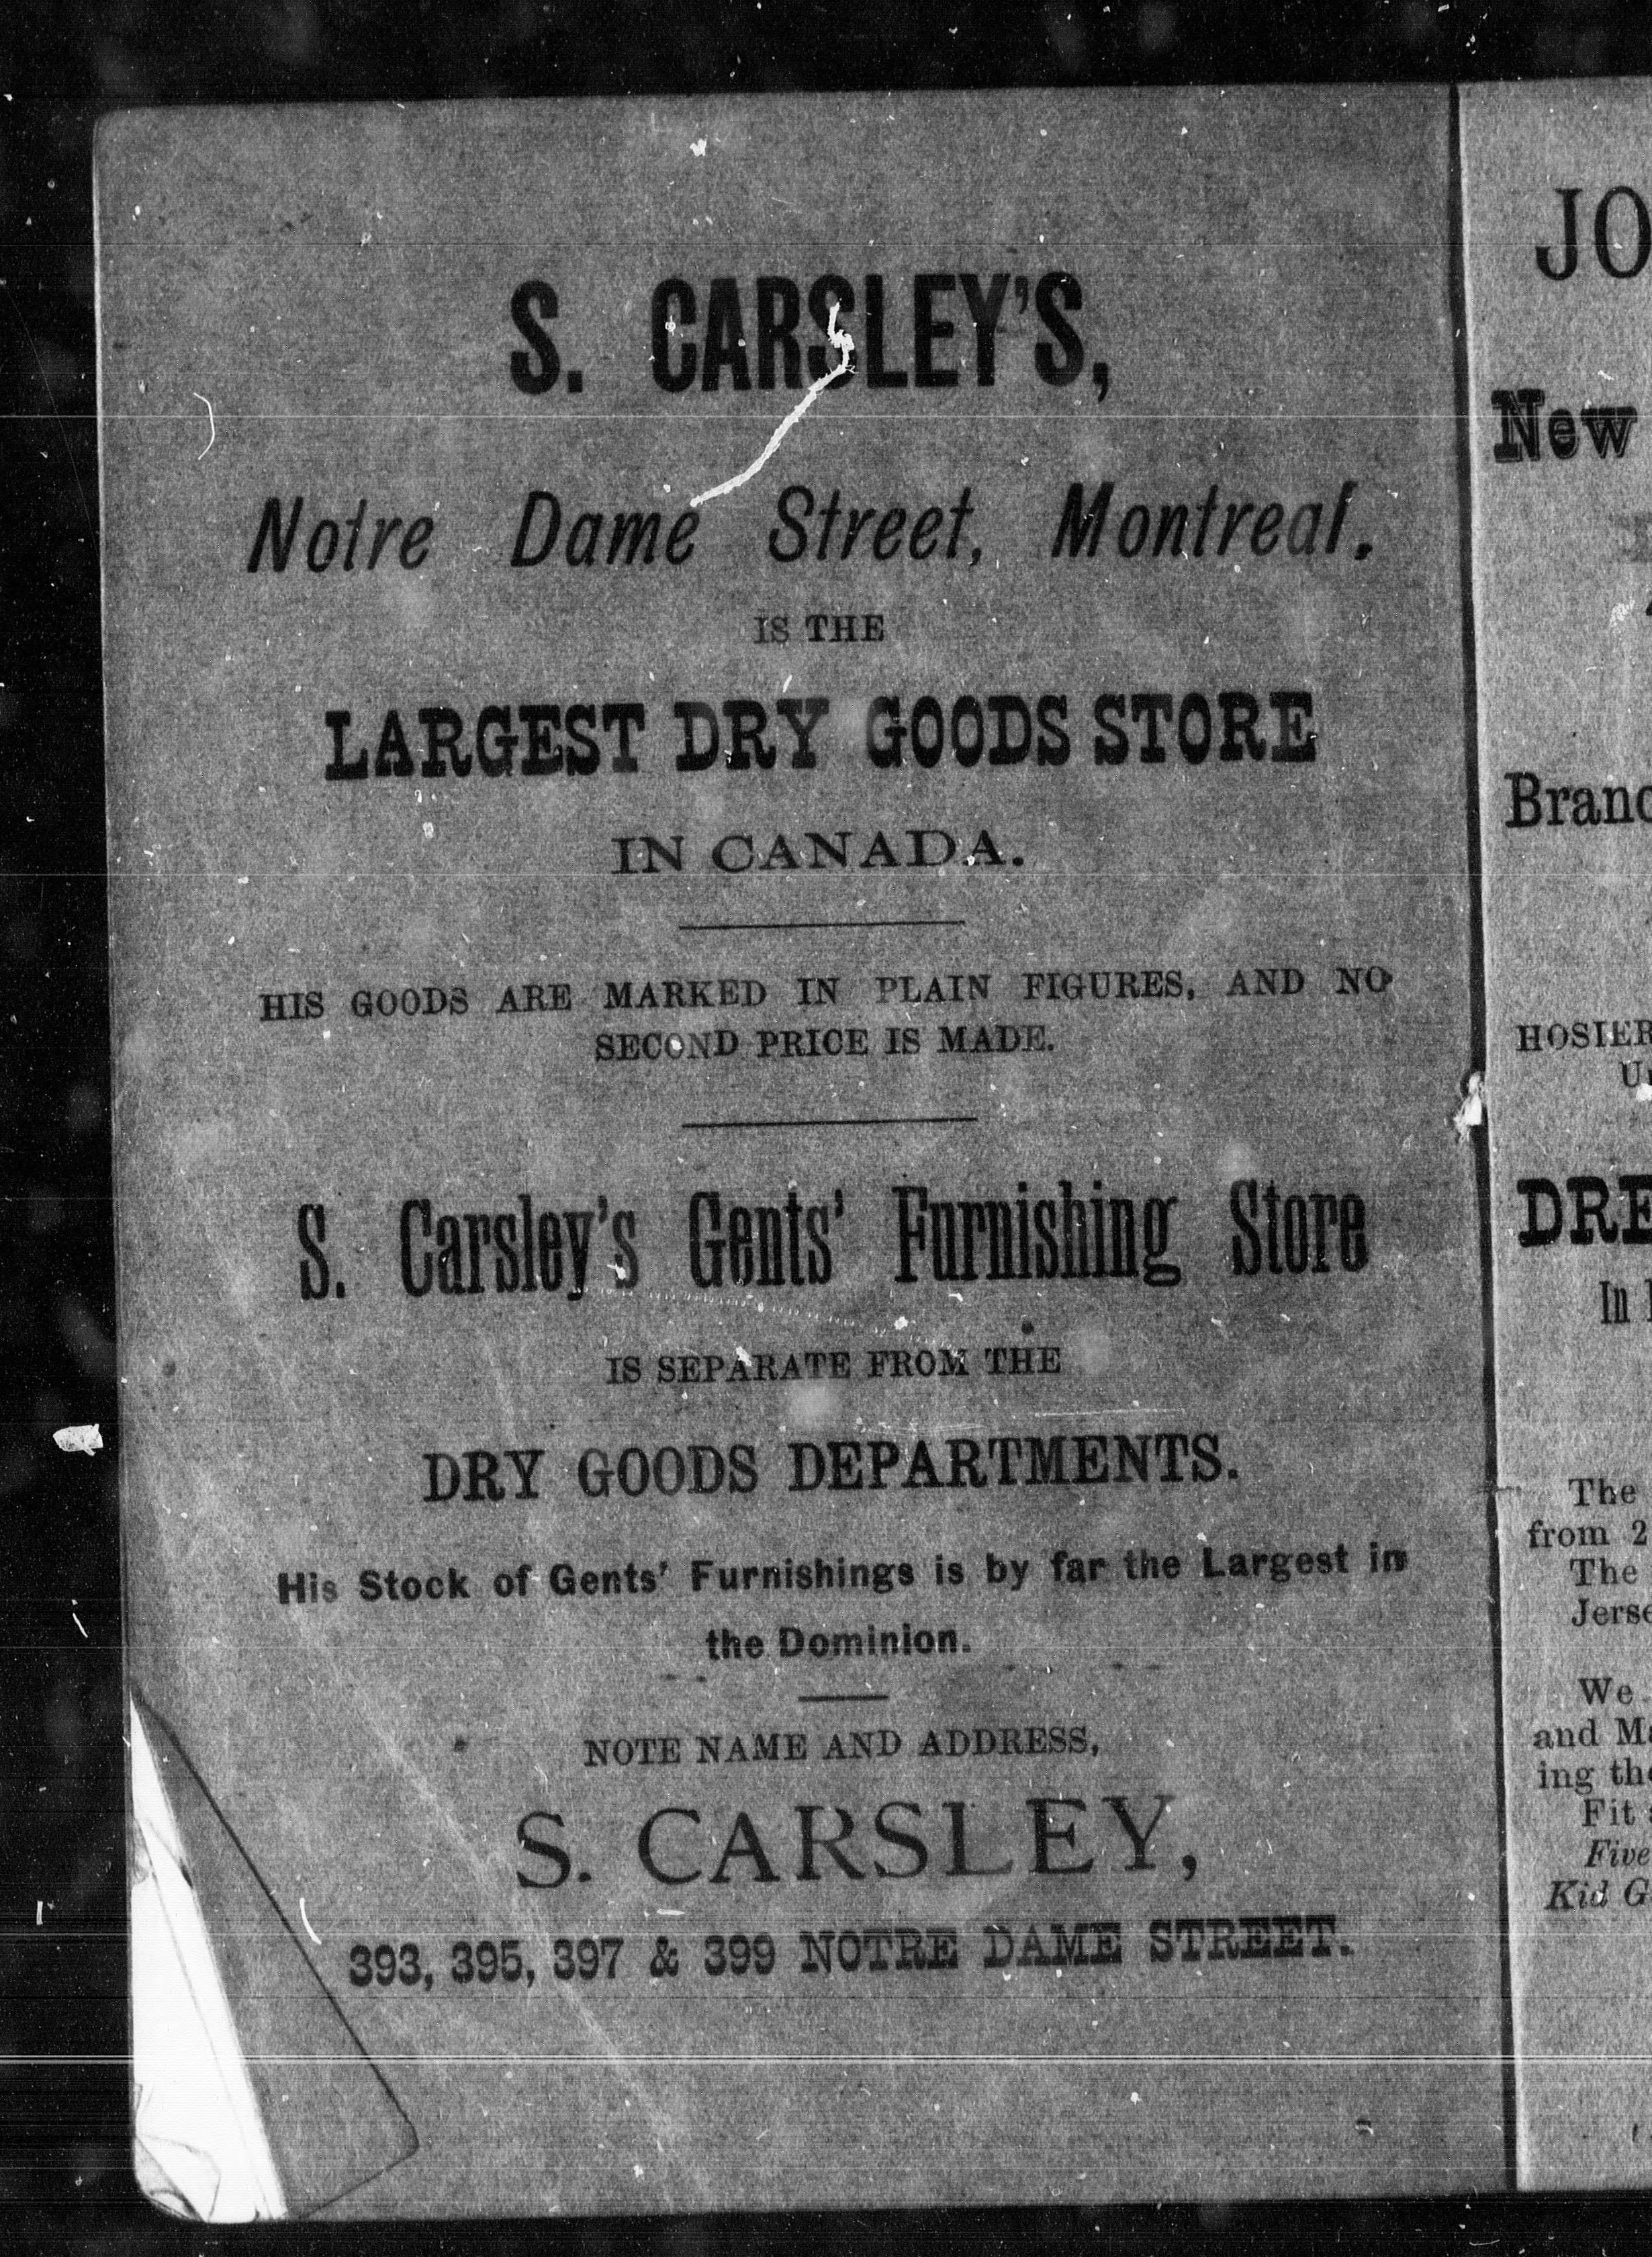 S. CARSLEY'S,
Notre Dame Street, Montreal,
IS THE
LARGEST DRY GOODS STORE
IN CANADA.
HIS GOODS ARE MARKED IN PLAIN FIGURES, AND NO
SECOND PRICE IS MADE.
S. Carsley's Gents' Furnishing Store
IS SEPARATE FROM THE
DRY GOODS DEPARTMENTS.
His Stock of Gents' Furnishings is by far the Largest in
the Dominion.
NOTE NAME AND ADDRESS,
S. CARSLEY,
393, 395, 397 & 399 NOTRE DAME STREET.
JO
New
Branc
HOSIER
DRE
In
The
from 2
The
Jerse
We
and Ma
ing the
Fit
Five
Kid G